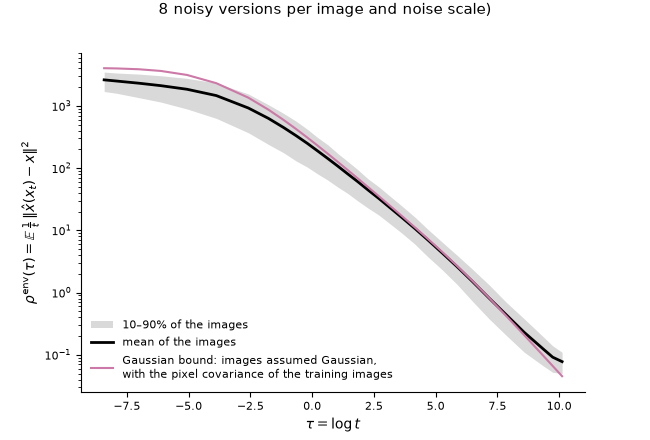 8 noisy versions per image and noise scale)
ρ^env(τ) = 𝔼 1/t ‖x̂(x_t) − x‖²
10³
10²
10¹
10⁰
10⁻¹
10–90% of the images
mean of the images
Gaussian bound: images assumed Gaussian,
with the pixel covariance of the training images
−7.5 −5.0 −2.5 0.0 2.5 5.0 7.5 10.0
τ = log t